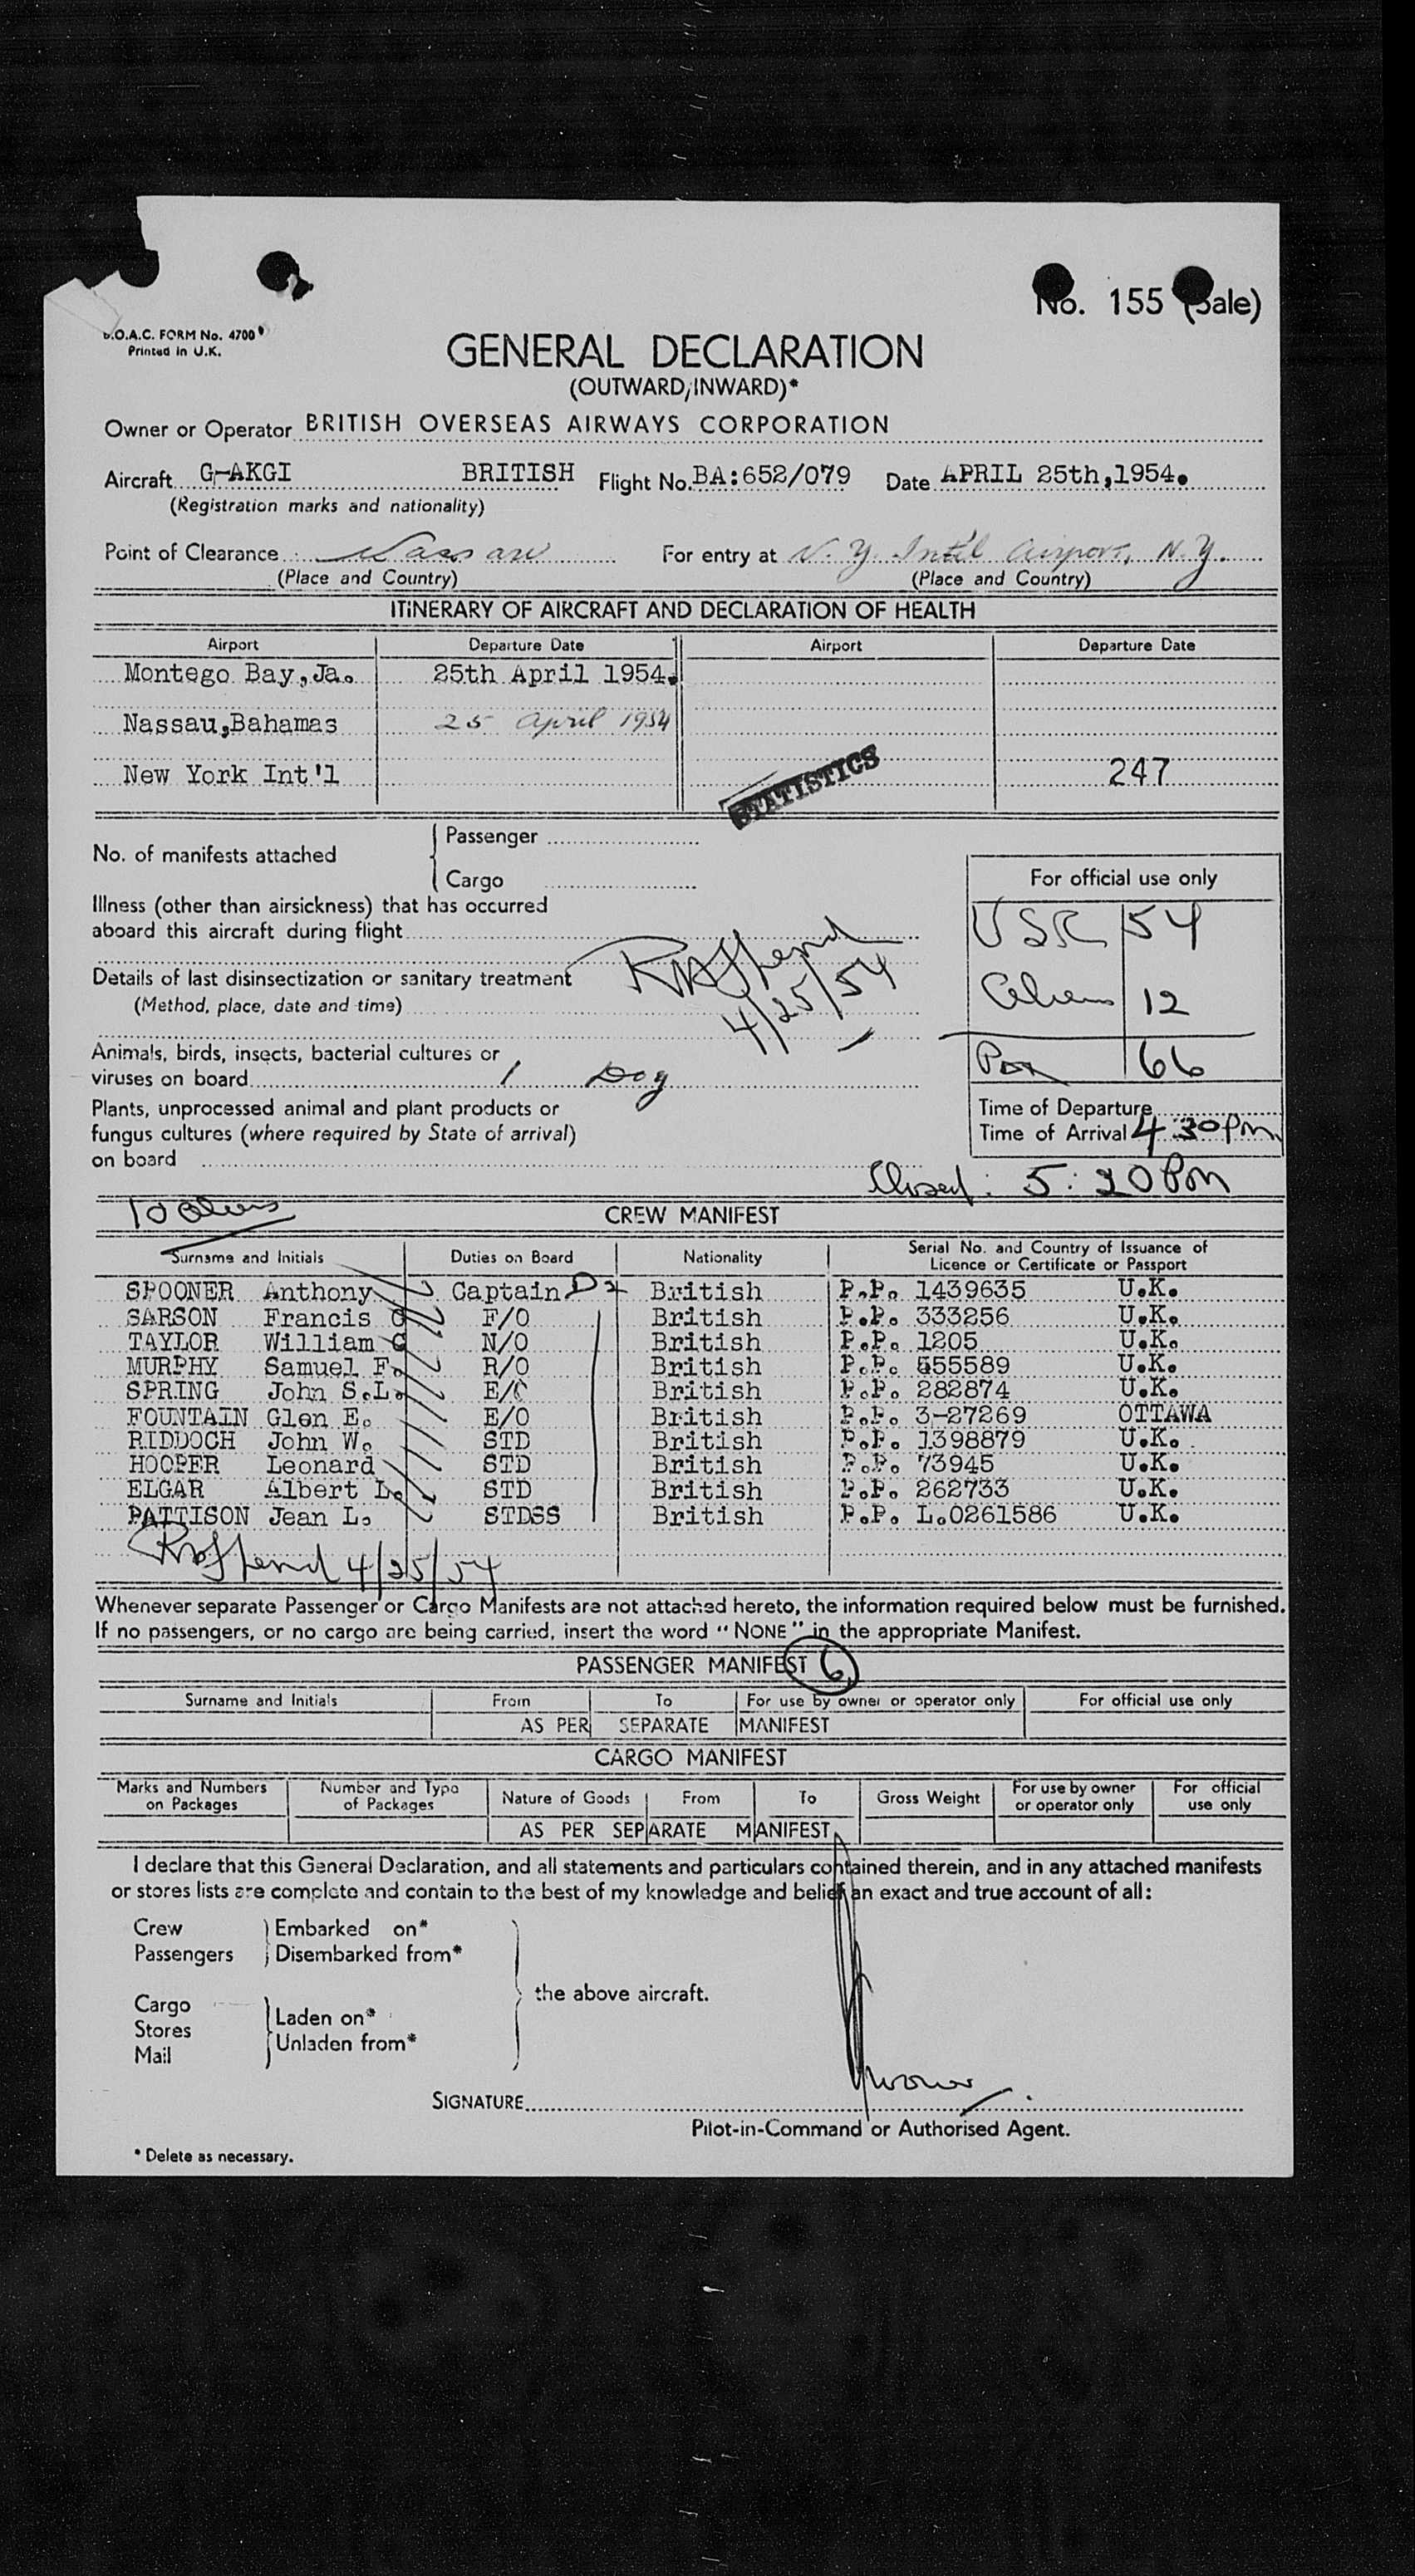 No. 155 (Sale)
B.O.A.C. FORM No. 4700
Printed in U.K.
GENERAL DECLARATION
(OUTWARD/INWARD)*
Owner or Operator BRITISH OVERSEAS AIRWAYS CORPORATION
Aircraft G-AKGI BRITISH Flight No. BA:652/079 Date APRIL 25th,1954.
(Registration marks and nationality)
Point of Clearance Nassau For entry at N.Y. Int'l Airport, N.Y.
(Place and Country) (Place and Country)
ITINERARY OF AIRCRAFT AND DECLARATION OF HEALTH
Airport Departure Date Airport Departure Date
Montego Bay,Ja. 25th April 1954.
Nassau,Bahamas 25 April 1954
New York Int'l STATISTICS 247
No. of manifests attached { Passenger
Cargo
For official use only
Illness (other than airsickness) that has occurred
aboard this aircraft during flight
54
Details of last disinsectization or sanitary treatment
(Method, place, date and time)
4/25/54
Aliens 12
Animals, birds, insects, bacterial cultures or
viruses on board 1 Dog
66
Plants, unprocessed animal and plant products or
fungus cultures (where required by State of arrival)
on board
Time of Departure
Time of Arrival 4:30 Pm
Closed: 5:20 Pm
10 aliens
CREW MANIFEST
Surname and Initials Duties on Board Nationality Serial No. and Country of Issuance of
Licence or Certificate or Passport
SPOONER Anthony Captain British P.P. 1439635 U.K.
SARSON Francis G F/O British P.P. 333256 U.K.
TAYLOR William G N/O British P.P. 1205 U.K.
MURPHY Samuel F. R/O British P.P. 555589 U.K.
SPRING John S.L. E/O British P.P. 282874 U.K.
FOUNTAIN Glen E. E/O British P.P. 3-27269 OTTAWA
RIDDOCH John W. STD British P.P. 1398879 U.K.
HOOPER Leonard STD British P.P. 73945 U.K.
ELGAR Albert L. STD British P.P. 262733 U.K.
PATTISON Jean L. STDSS British P.P. L.0261586 U.K.
4/25/54
Whenever separate Passenger or Cargo Manifests are not attached hereto, the information required below must be furnished.
If no passengers, or no cargo are being carried, insert the word "NONE" in the appropriate Manifest.
PASSENGER MANIFEST 6
Surname and Initials From To For use by owner or operator only For official use only
AS PER SEPARATE MANIFEST
CARGO MANIFEST
Marks and Numbers on Packages Number and Type of Packages Nature of Goods From To Gross Weight For use by owner or operator only For official use only
AS PER SEPARATE MANIFEST
I declare that this General Declaration, and all statements and particulars contained therein, and in any attached manifests
or stores lists are complete and contain to the best of my knowledge and belief an exact and true account of all:
Crew } Embarked on*
Passengers } Disembarked from*
the above aircraft.
Cargo
Stores } Laden on*
Mail } Unladen from*
SIGNATURE
Pilot-in-Command or Authorised Agent.
* Delete as necessary.